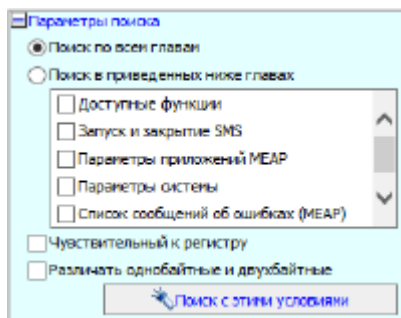 Параметры поиска
Поиск по всем главам
Поиск в приведенных ниже главах
Доступные функции
Запуск и закрытие SMS
Параметры приложений MEAP
Параметры системы
Список сообщений об ошибках (MEAP)
Чувствительный к регистру
Различать однобайтные и двухбайтные
Поиск с этими условиями